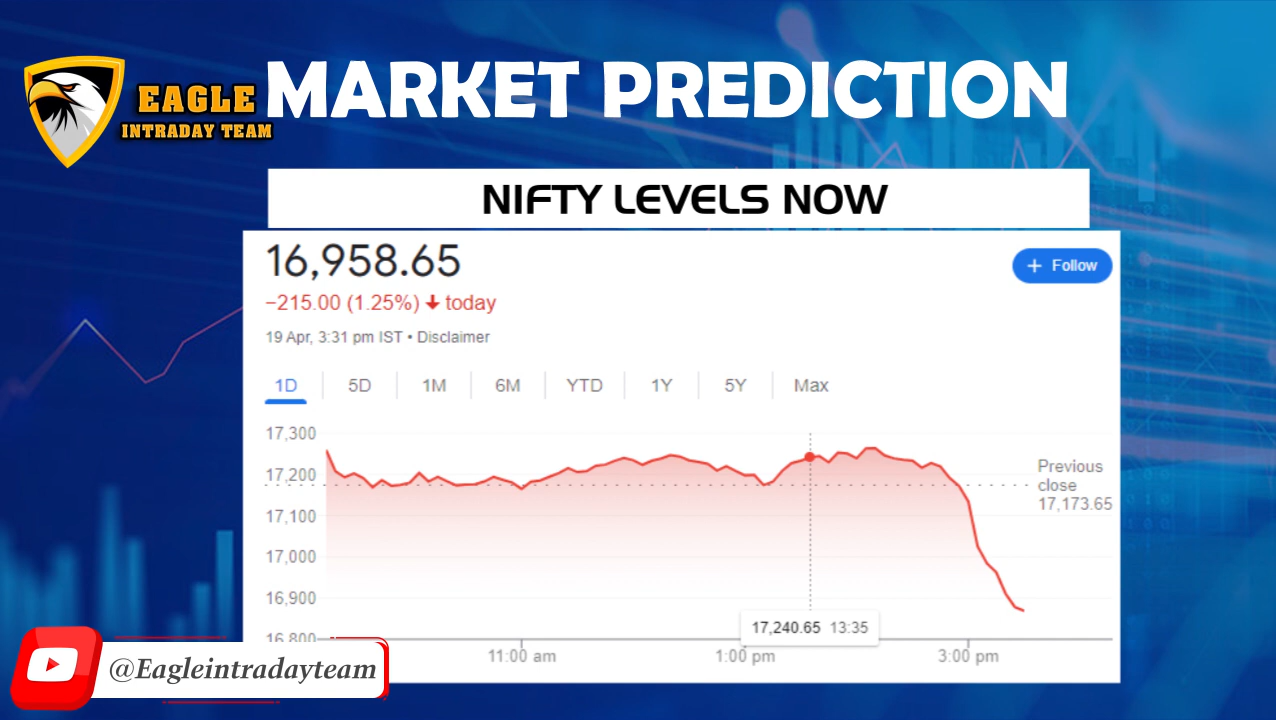 EAGLE
INTRADAY TEAM
MARKET PREDICTION
NIFTY LEVELS NOW
16,958.65
+ Follow
−215.00 (1.25%) ↓ today
19 Apr, 3:31 pm IST • Disclaimer
1D 5D 1M 6M YTD 1Y 5Y Max
17,300
17,200
17,100
17,000
16,900
16,800
Previous
close
17,173.65
17,240.65 13:35
11:00 am 1:00 pm 3:00 pm
@Eagleintradayteam